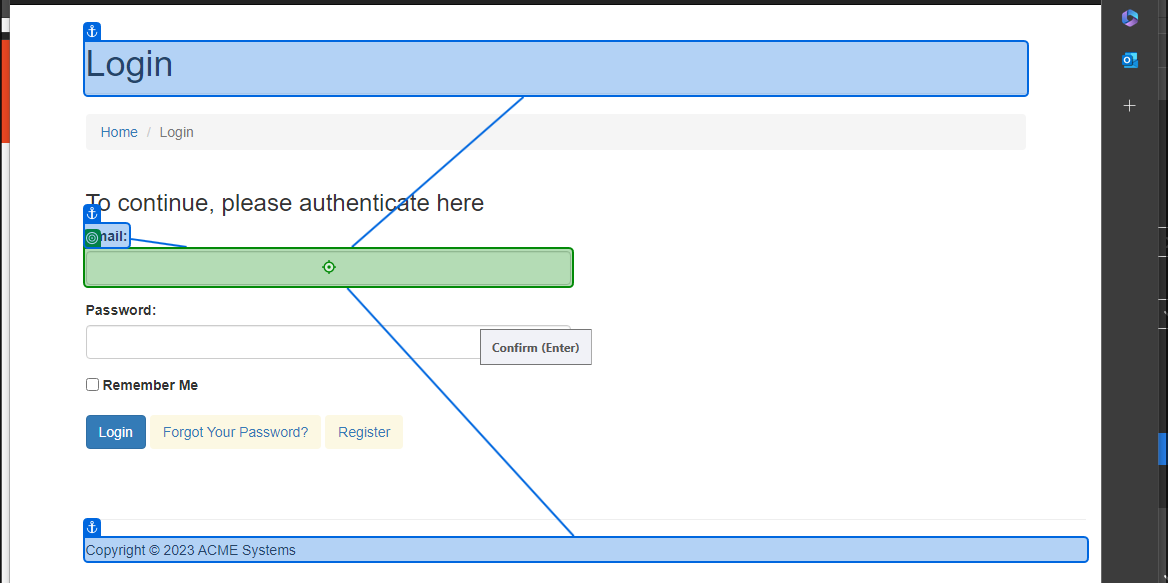 Login
Home / Login
To continue, please authenticate here
mail:
Password:
Confirm (Enter)
Remember Me
Login Forgot Your Password? Register
Copyright © 2023 ACME Systems